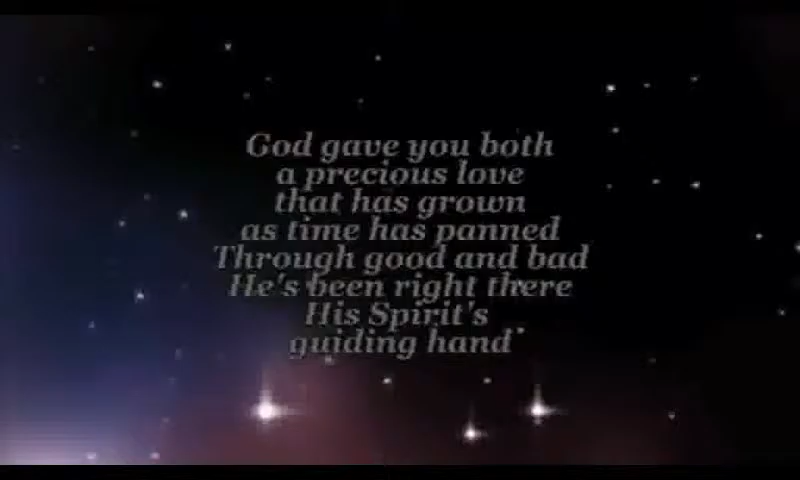 God gave you both
a precious love
that has grown
as time has panned
Through good and bad
He's been right there
His Spirit's
guiding hand